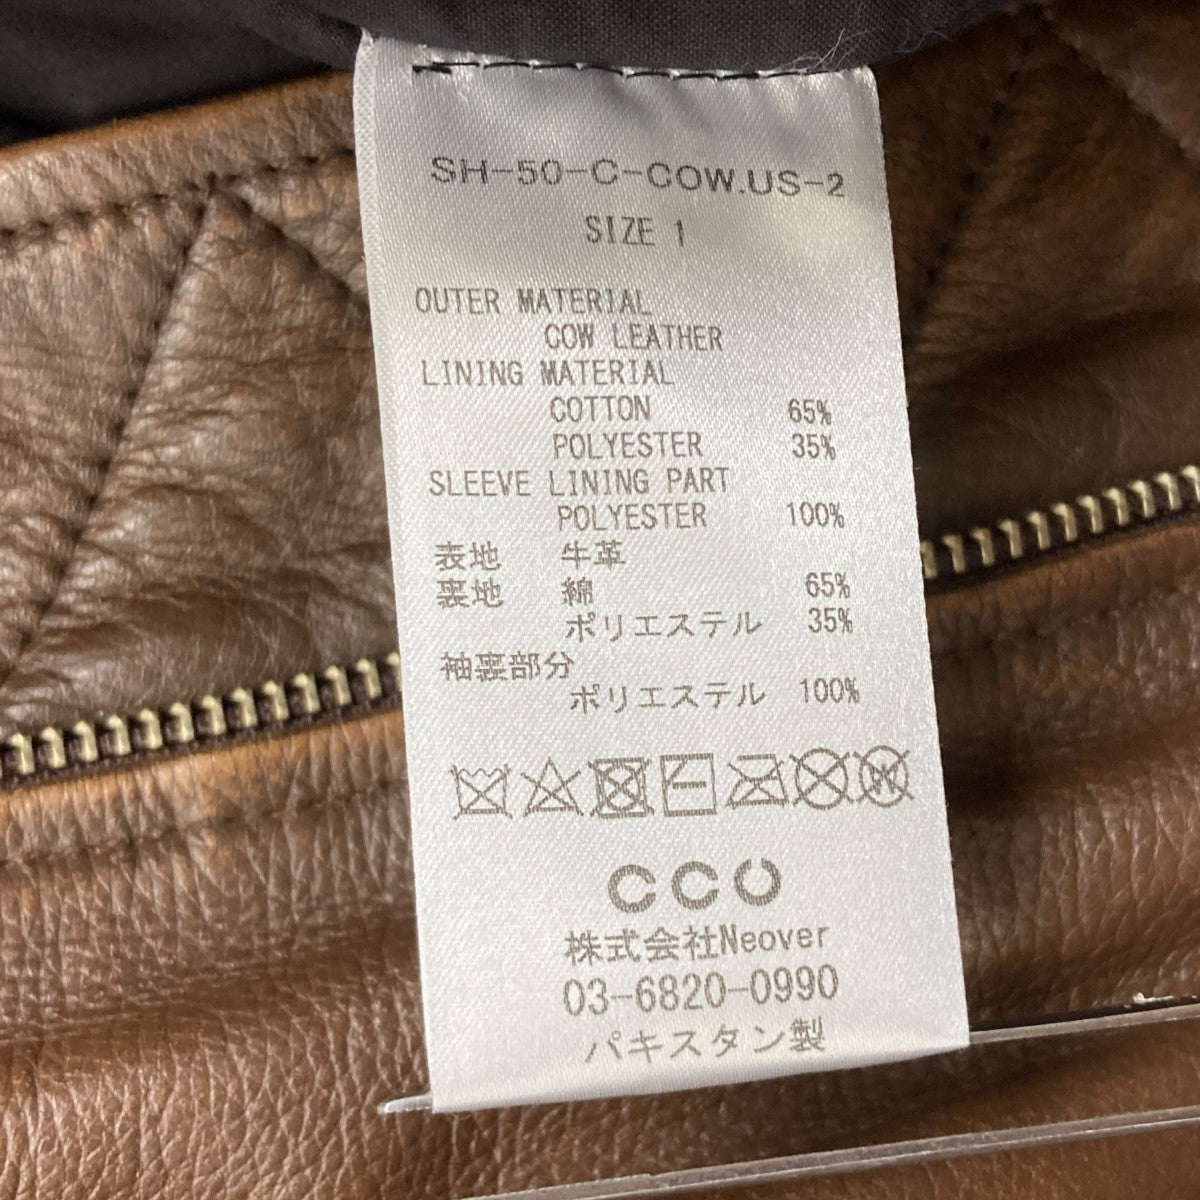 SH-50-C-COW.US-2
SIZE 1
OUTER MATERIAL
COW LEATHER
LINING MATERIAL
COTTON 65%
POLYESTER 35%
SLEEVE LINING PART
POLYESTER 100%
表地 牛革
裏地 綿 65%
ポリエステル 35%
袖裏部分
ポリエステル 100%
CCU
株式会社Neover
03-6820-0990
パキスタン製